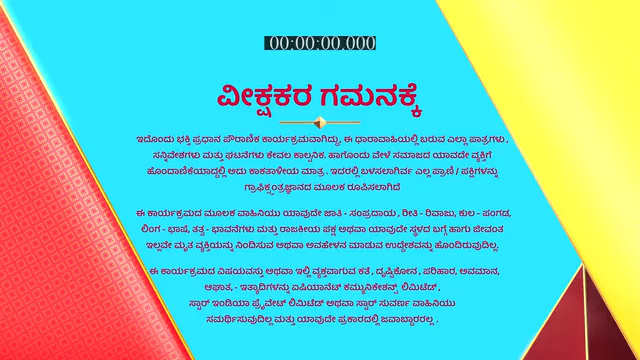 00:00:00.000
ವೀಕ್ಷಕರ ಗಮನಕ್ಕೆ
ಇದೊಂದು ಭಕ್ತಿ ಪ್ರಧಾನ ಪೌರಾಣಿಕ ಕಾರ್ಯಕ್ರಮವಾಗಿದ್ದು, ಈ ಧಾರಾವಾಹಿಯಲ್ಲಿ ಬರುವ ಎಲ್ಲಾ ಪಾತ್ರಗಳು,
ಸನ್ನಿವೇಶಗಳು ಮತ್ತು ಘಟನೆಗಳು ಕೇವಲ ಕಾಲ್ಪನಿಕ. ಹಾಗೊಂದು ವೇಳೆ ಸಮಾಜದ ಯಾವದೇ ವ್ಯಕ್ತಿಗೆ
ಹೊಂದಾಣಿಕೆಯಾದ್ದಲ್ಲಿ ಅದು ಕಾಕತಾಳೀಯ ಮಾತ್ರ. ಇದರಲ್ಲಿ ಬಳಸಲಾಗಿರ್ವ ಎಲ್ಲ ಪ್ರಾಣಿ / ಪಕ್ಷಿಗಳನ್ನು
ಗ್ರಾಫಿಕ್ಸ್ತಂತ್ರಜ್ಞಾನದ ಮೂಲಕ ರೂಪಿಸಲಾಗಿದೆ
ಈ ಕಾರ್ಯಕ್ರಮದ ಮೂಲಕ ವಾಹಿನಿಯು ಯಾವುದೇ ಜಾತಿ - ಸಂಪ್ರದಾಯ, ರೀತಿ - ರಿವಾಜು, ಕುಲ - ಪಂಗಡ,
ಲಿಂಗ - ಭಾಷೆ, ತತ್ವ - ಭಾವನೆಗಳು ಮತ್ತು ರಾಜಕೀಯ ಪಕ್ಷ ಅಥವಾ ಯಾವುದೇ ಸ್ಥಳದ ಬಗ್ಗೆ ಹಾಗು ಜೀವಂತ
ಇಲ್ಲವೇ ಮೃತ ವ್ಯಕ್ತಿಯನ್ನು ನಿಂದಿಸುವ ಅಥವಾ ಅವಹೇಳನ ಮಾಡುವ ಉದ್ದೇಶವನ್ನು ಹೊಂದಿರುವುದಿಲ್ಲ.
ಈ ಕಾರ್ಯಕ್ರಮದ ವಿಷಯವಸ್ತು ಅಥವಾ ಇಲ್ಲಿ ವ್ಯಕ್ತವಾಗುವ ಕತೆ, ದೃಷ್ಟಿಕೋನ, ಪರಿಹಾರ, ಅವಮಾನ,
ಆಘಾತ, - ಇತ್ಯಾದಿಗಳನ್ನು ಏಷಿಯಾನೆಟ್ ಕಮ್ಯುನಿಕೇಶನ್ಸ್ ಲಿಮಿಟೆಡ್,
ಸ್ಟಾರ್ ಇಂಡಿಯಾ ಪ್ರೈವೇಟ್ ಲಿಮಿಟೆಡ್ ಅಥವಾ ಸ್ಟಾರ್ ಸುವರ್ಣ ವಾಹಿನಿಯು
ಸಮರ್ಥಿಸುವುದಿಲ್ಲ ಮತ್ತು ಯಾವುದೇ ಪ್ರಕಾರದಲ್ಲಿ ಜವಾಬ್ದಾರರಲ್ಲ.